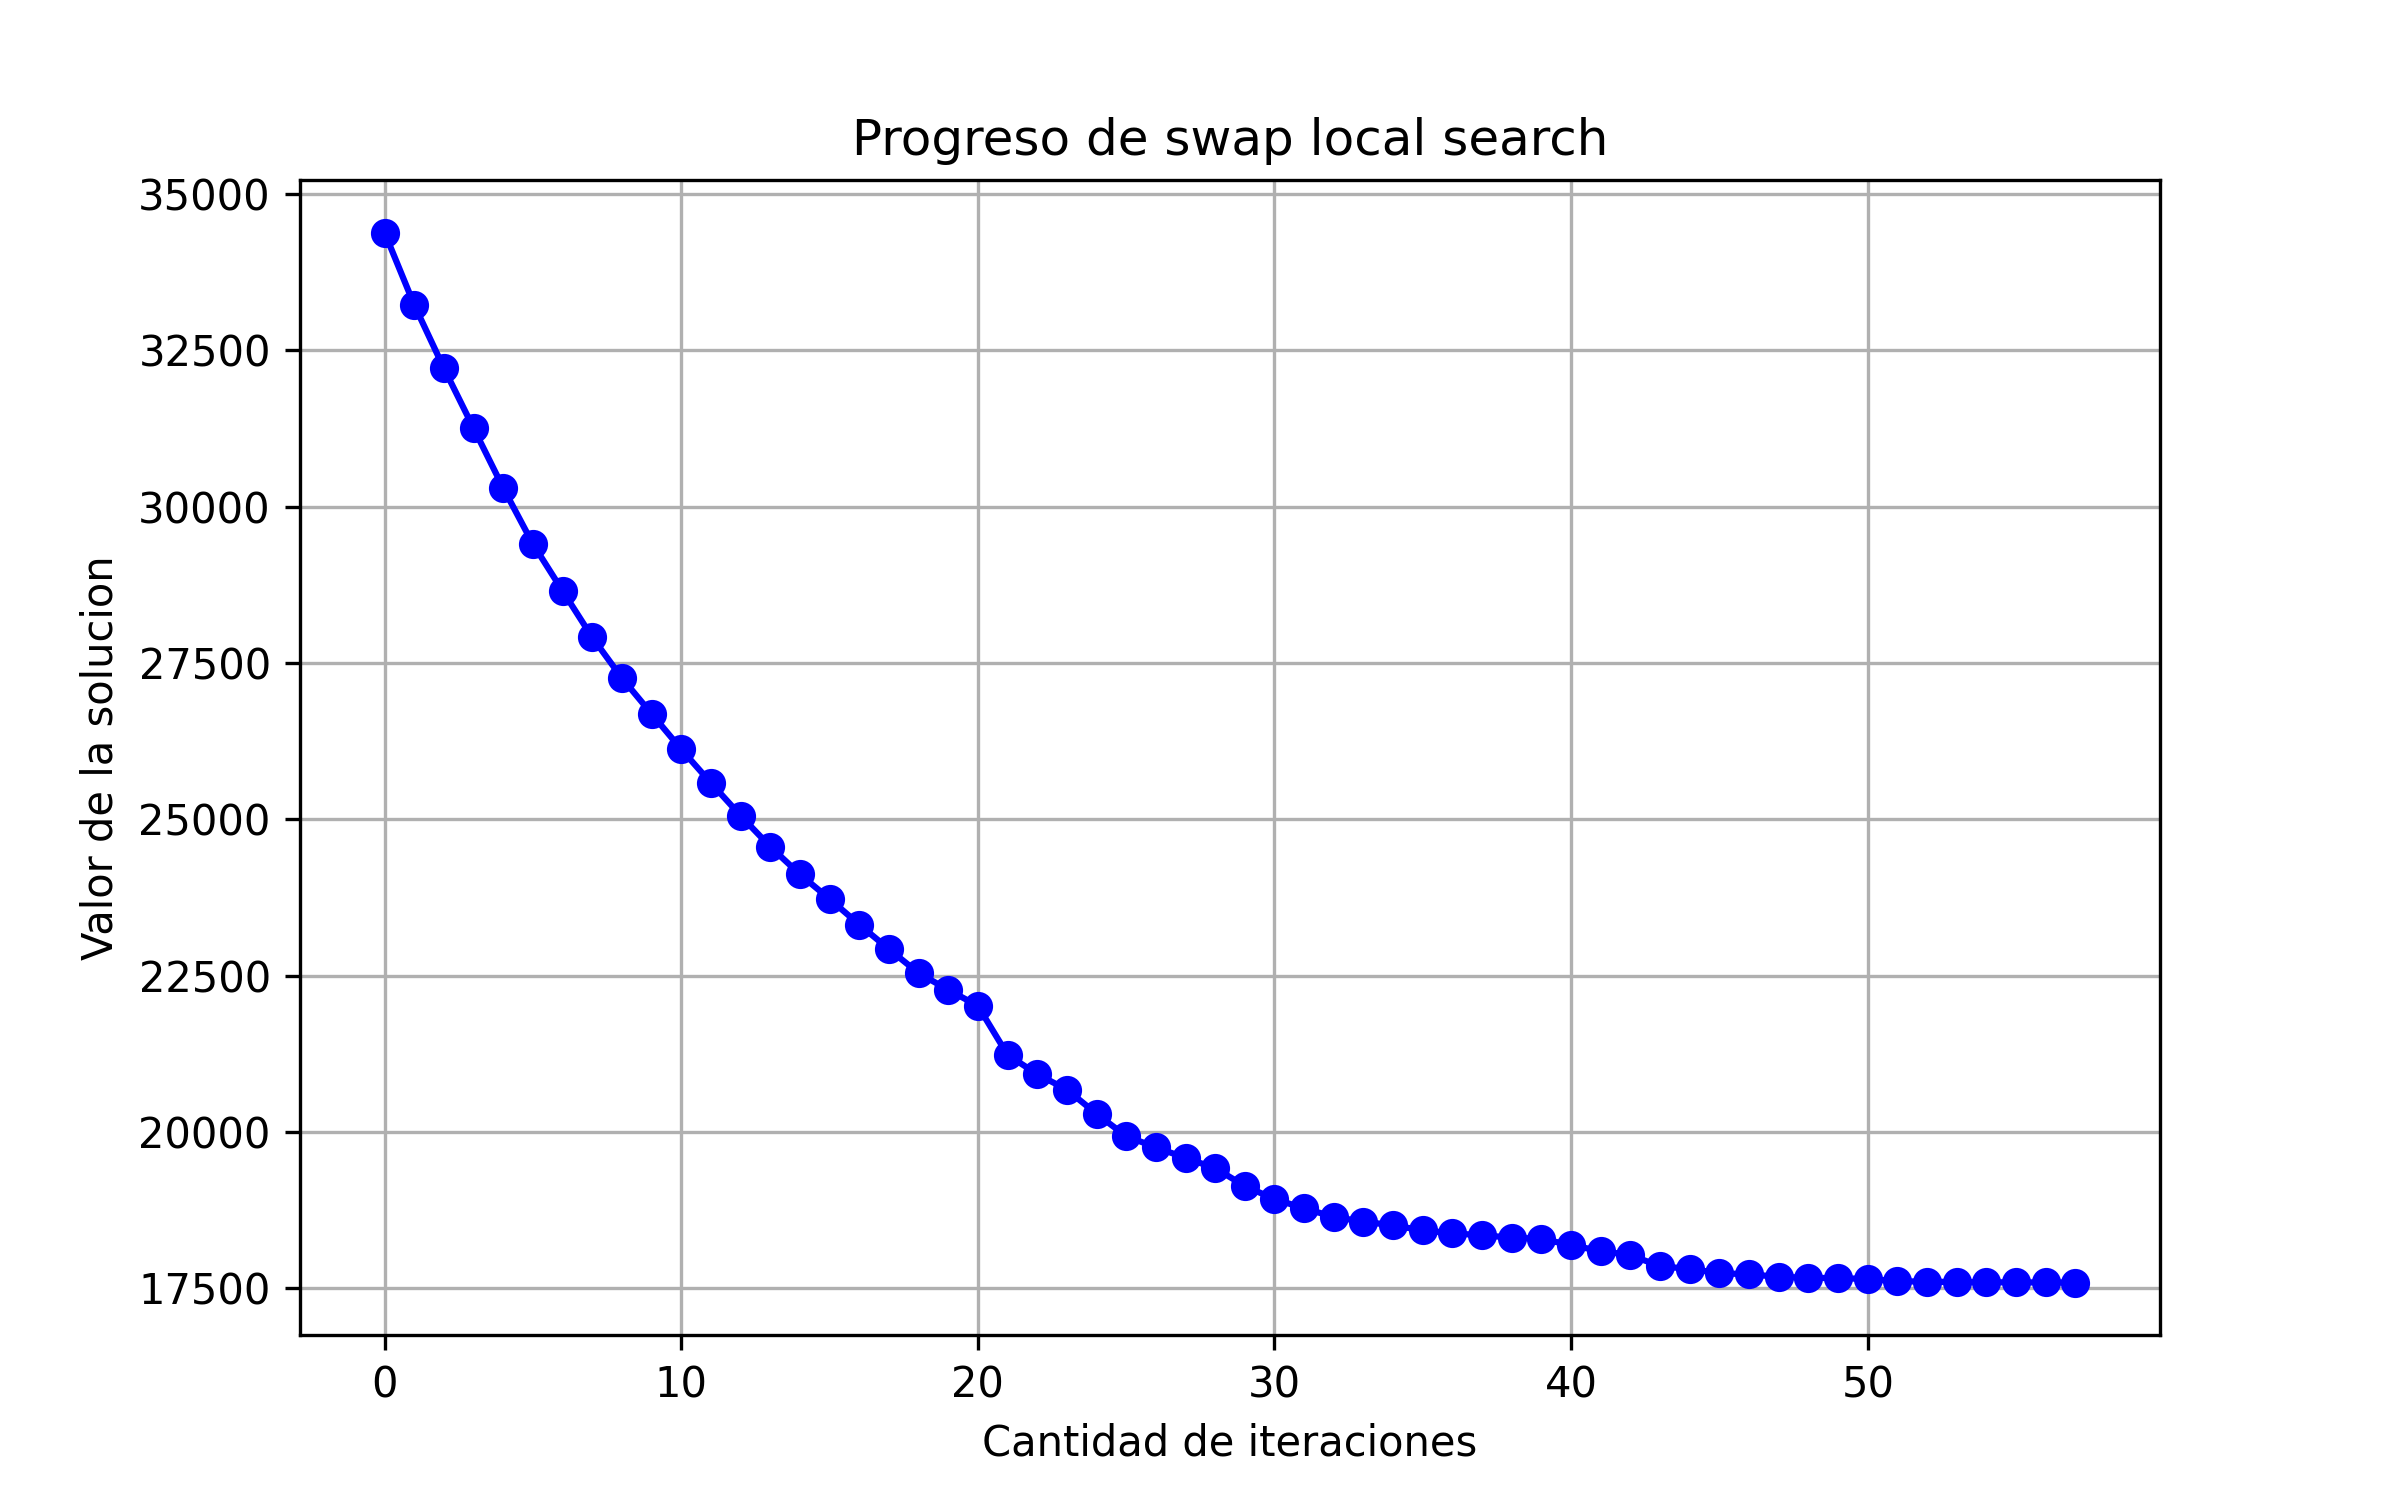 Progreso de swap local search
35000
32500
30000
27500
25000
22500
20000
17500
Valor de la solucion
0 10 20 30 40 50
Cantidad de iteraciones